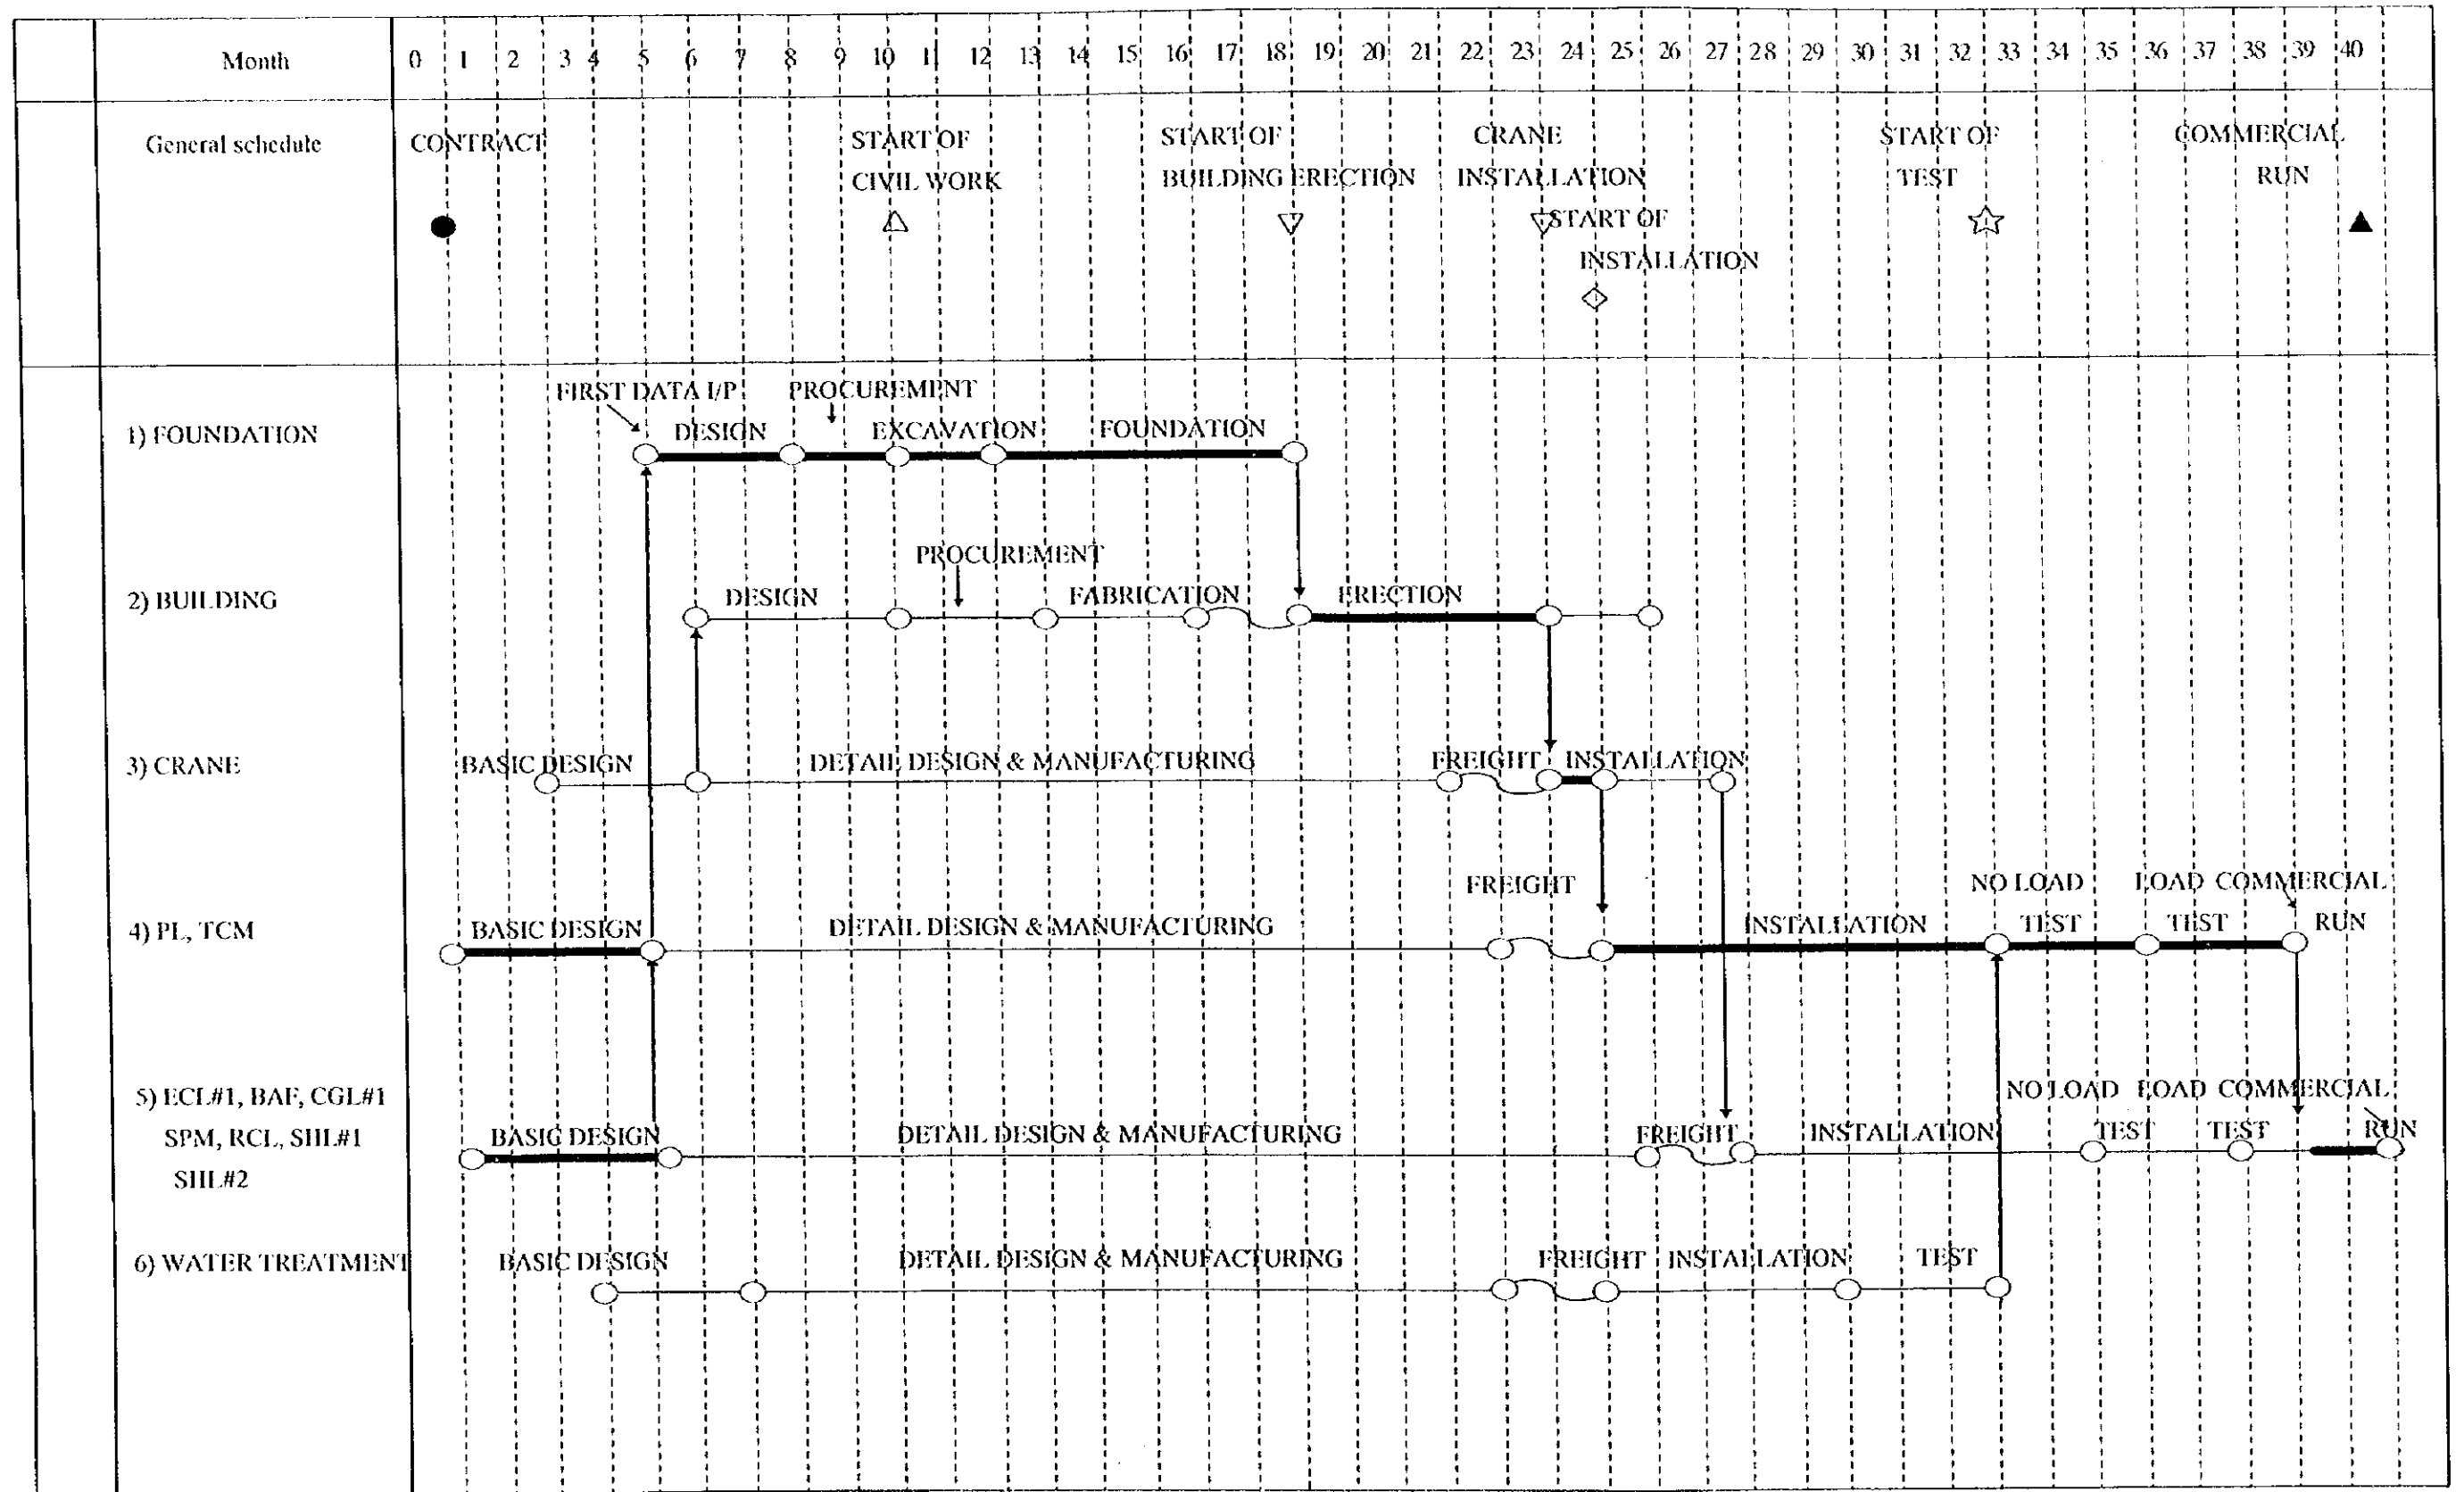 Month 0 1 2 3 4 5 6 7 8 9 10 11 12 13 14 15 16 17 18 19 20 21 22 23 24 25 26 27 28 29 30 31 32 33 34 35 36 37 38 39 40
General schedule CONTRACT START OF START OF CRANE START OF COMMERCIAL
CIVIL WORK BUILDING ERECTION INSTALLATION TEST RUN
START OF
INSTALLATION
FIRST DATA I/P PROCUREMENT
1) FOUNDATION DESIGN EXCAVATION FOUNDATION
PROCUREMENT
2) BUILDING DESIGN FABRICATION ERECTION
3) CRANE BASIC DESIGN DETAIL DESIGN & MANUFACTURING FREIGHT INSTALLATION
FREIGHT NO LOAD LOAD COMMERCIAL
4) PL, TCM BASIC DESIGN DETAIL DESIGN & MANUFACTURING INSTALLATION TEST TEST RUN
5) ECL#1, BAF, CGL#1 NO LOAD LOAD COMMERCIAL
SPM, RCL, SHL#1 BASIC DESIGN DETAIL DESIGN & MANUFACTURING FREIGHT INSTALLATION TEST TEST RUN
SHL#2
6) WATER TREATMENT BASIC DESIGN DETAIL DESIGN & MANUFACTURING FREIGHT INSTALLATION TEST